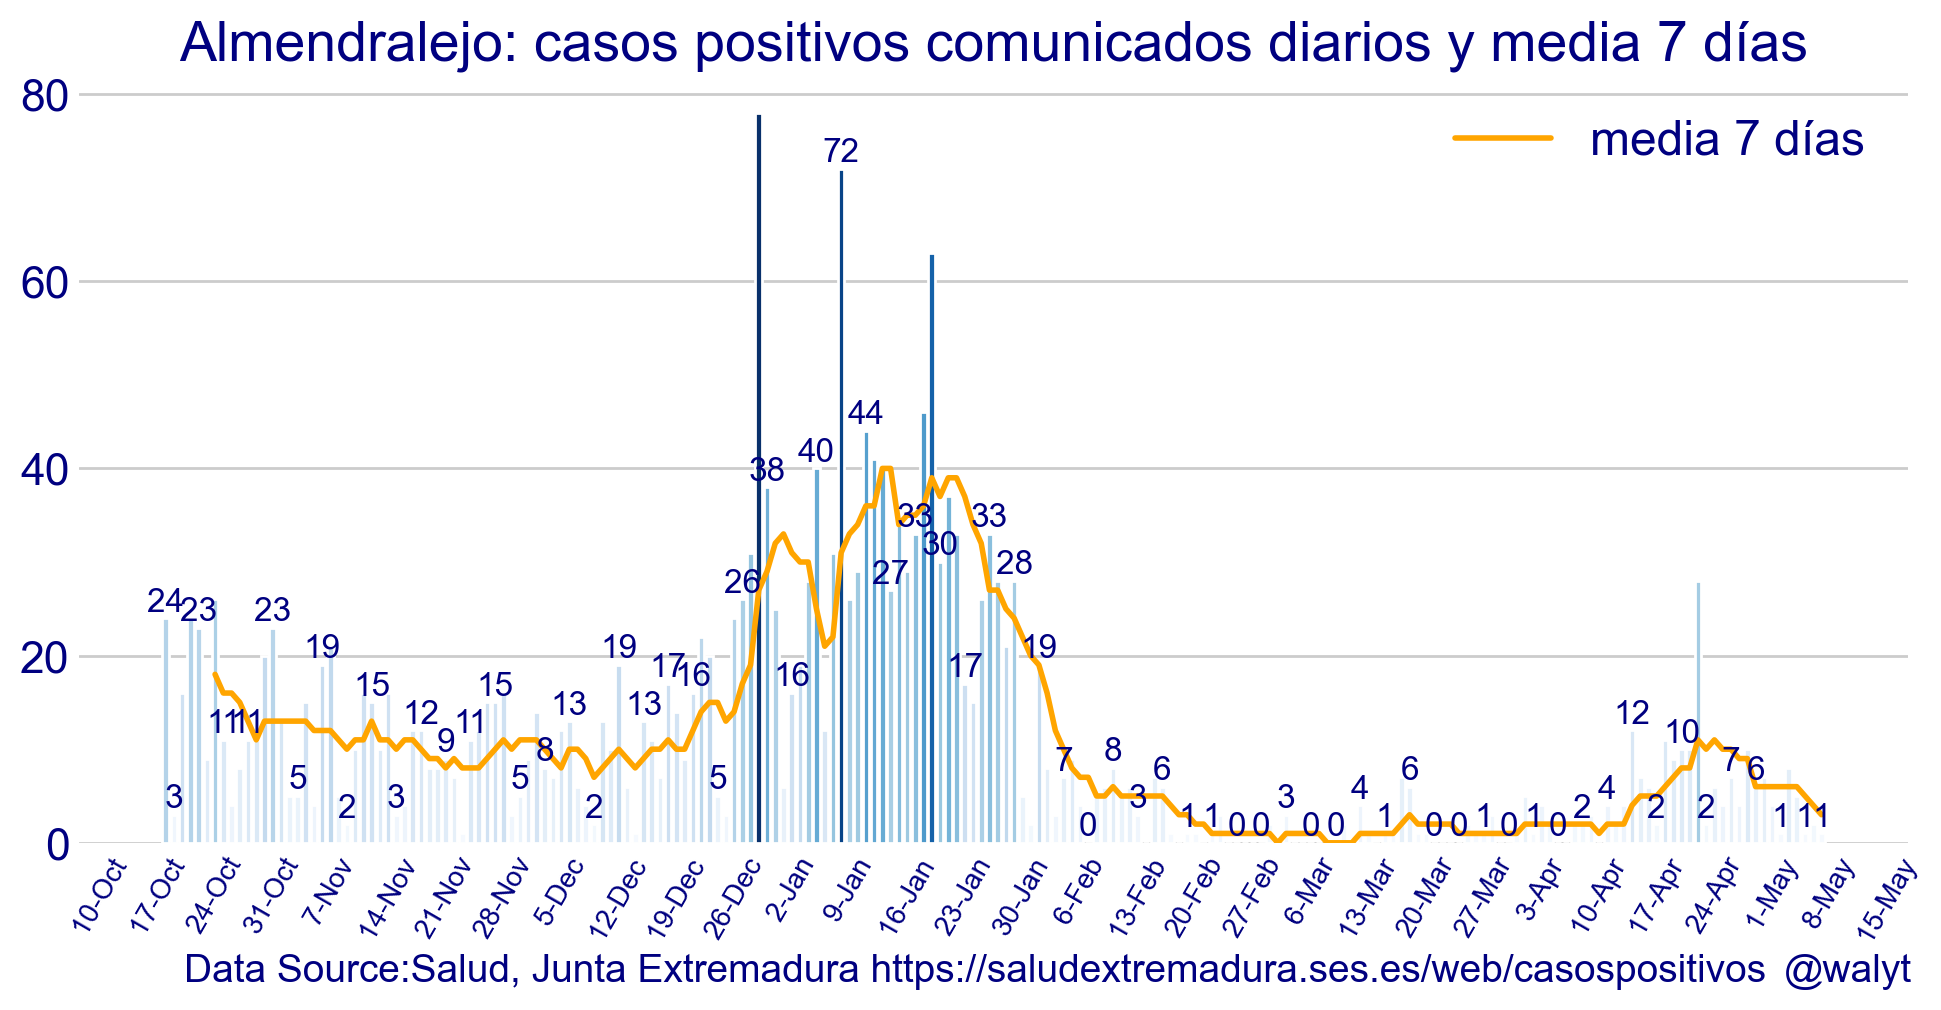 Almendralejo: casos positivos comunicados diarios y media 7 días
80
60
40
20
0
media 7 días
24
3
23
11
11
23
5
19
2
15
3
12
9
11
15
5
8
13
2
19
13
17
16
5
26
38
16
40
72
44
27
33
30
17
33
28
19
7
0
8
3
6
1
1
0
0
3
0
0
4
1
6
0
0
1
0
1
0
2
4
12
2
10
2
7
6
1
1
1
10-Oct
17-Oct
24-Oct
31-Oct
7-Nov
14-Nov
21-Nov
28-Nov
5-Dec
12-Dec
19-Dec
26-Dec
2-Jan
9-Jan
16-Jan
23-Jan
30-Jan
6-Feb
13-Feb
20-Feb
27-Feb
6-Mar
13-Mar
20-Mar
27-Mar
3-Apr
10-Apr
17-Apr
24-Apr
1-May
8-May
15-May
Data Source:Salud, Junta Extremadura https://saludextremadura.ses.es/web/casospositivos @walyt